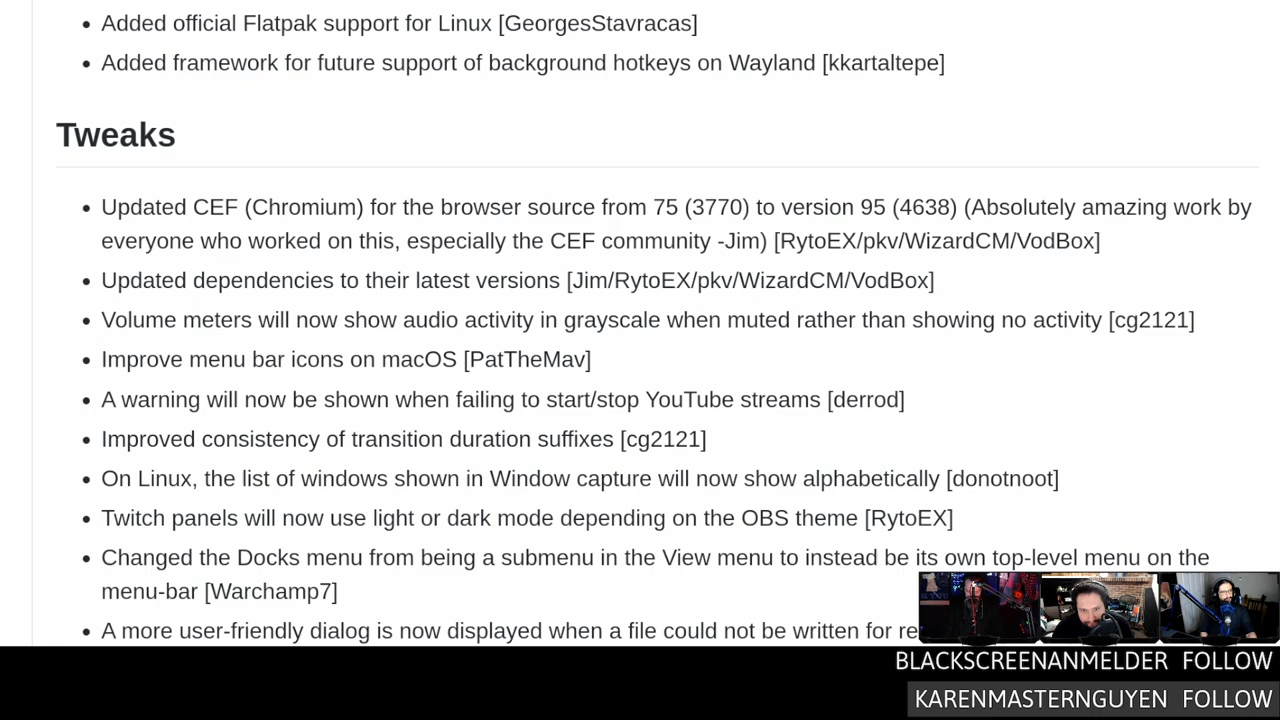 Added official Flatpak support for Linux [GeorgesStavracas]
Added framework for future support of background hotkeys on Wayland [kkartaltepe]
Tweaks
Updated CEF (Chromium) for the browser source from 75 (3770) to version 95 (4638) (Absolutely amazing work by
everyone who worked on this, especially the CEF community -Jim) [RytoEX/pkv/WizardCM/VodBox]
Updated dependencies to their latest versions [Jim/RytoEX/pkv/WizardCM/VodBox]
Volume meters will now show audio activity in grayscale when muted rather than showing no activity [cg2121]
Improve menu bar icons on macOS [PatTheMav]
A warning will now be shown when failing to start/stop YouTube streams [derrod]
Improved consistency of transition duration suffixes [cg2121]
On Linux, the list of windows shown in Window capture will now show alphabetically [donotnoot]
Twitch panels will now use light or dark mode depending on the OBS theme [RytoEX]
Changed the Docks menu from being a submenu in the View menu to instead be its own top-level menu on the
menu-bar [Warchamp7]
A more user-friendly dialog is now displayed when a file could not be written for re
BLACKSCREENANMELDER FOLLOW
KARENMASTERNGUYEN FOLLOW